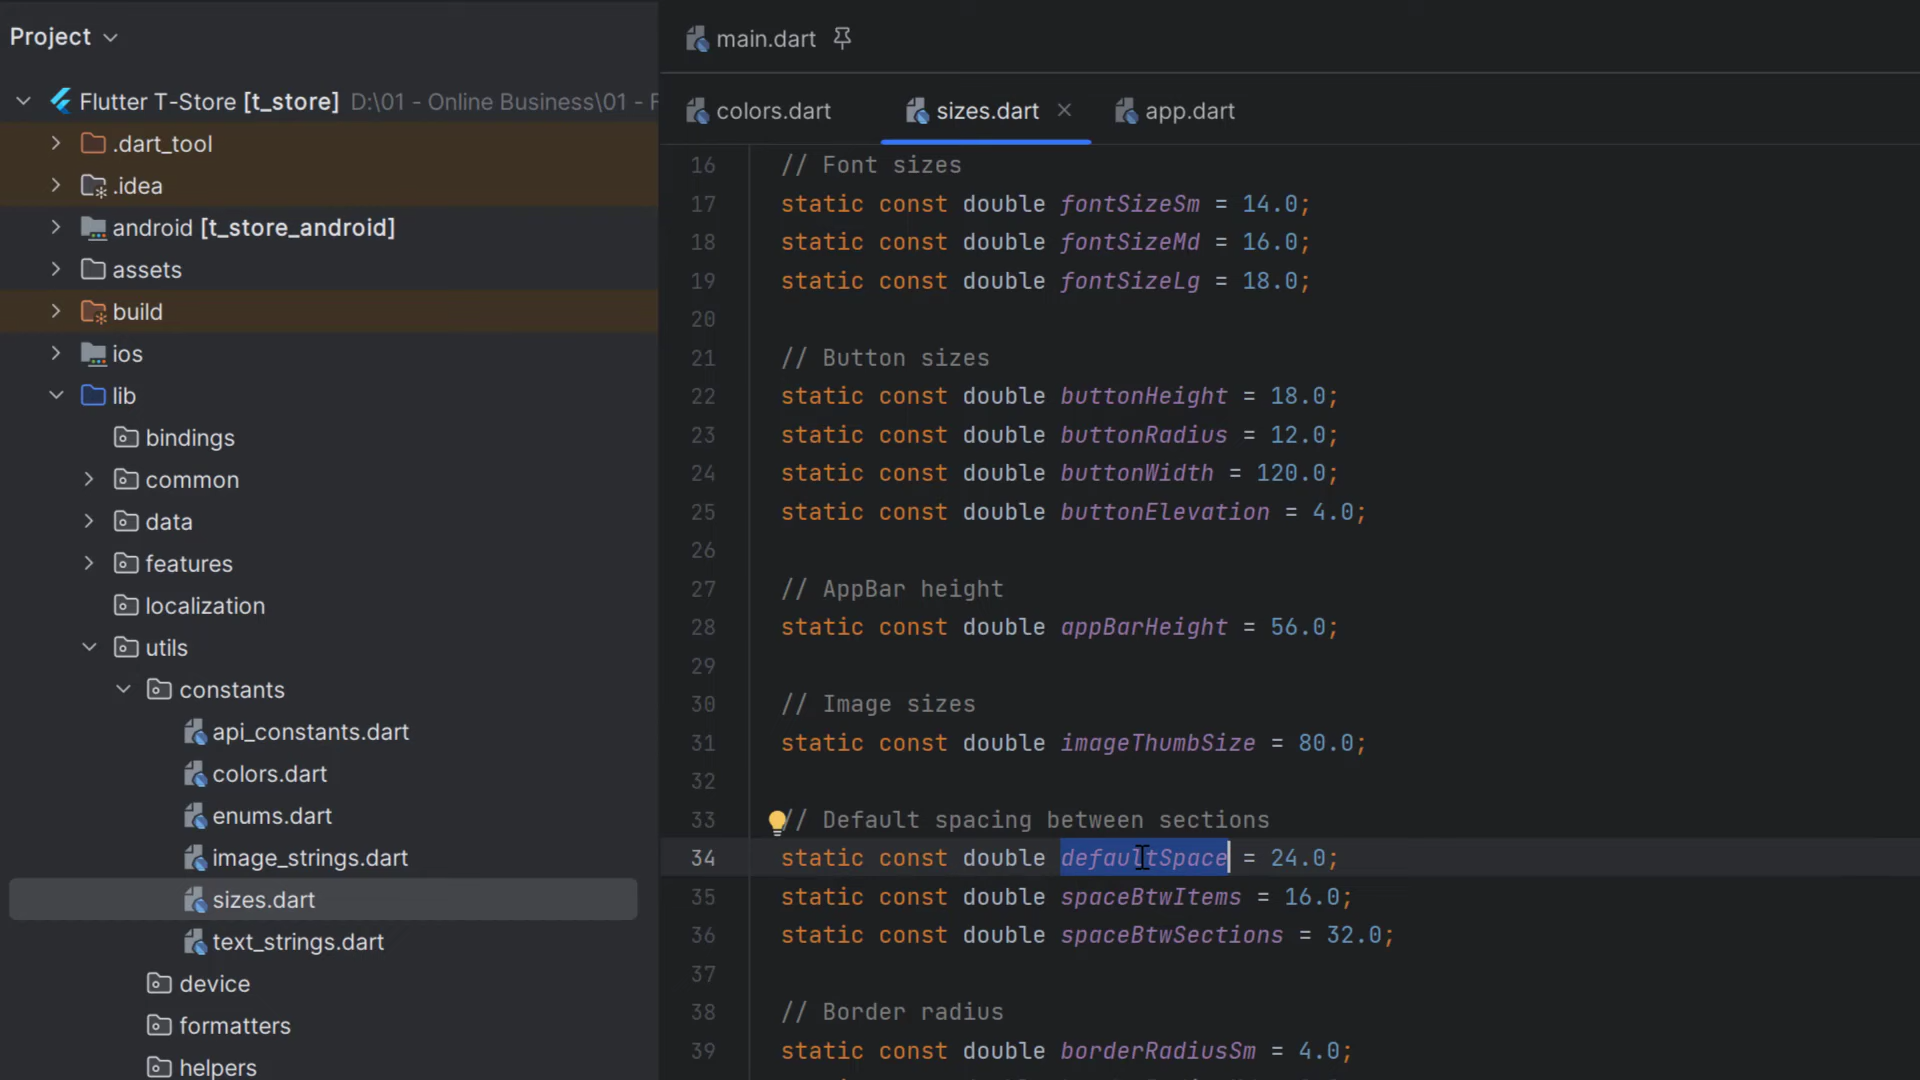 Project
Flutter T-Store [t_store] D:\01 - Online Business\01 - F
.dart_tool
.idea
android [t_store_android]
assets
build
ios
lib
bindings
common
data
features
localization
utils
constants
api_constants.dart
colors.dart
enums.dart
image_strings.dart
sizes.dart
text_strings.dart
device
formatters
helpers
main.dart
colors.dart sizes.dart app.dart
16 // Font sizes
17 static const double fontSizeSm = 14.0;
18 static const double fontSizeMd = 16.0;
19 static const double fontSizeLg = 18.0;
20
21 // Button sizes
22 static const double buttonHeight = 18.0;
23 static const double buttonRadius = 12.0;
24 static const double buttonWidth = 120.0;
25 static const double buttonElevation = 4.0;
26
27 // AppBar height
28 static const double appBarHeight = 56.0;
29
30 // Image sizes
31 static const double imageThumbSize = 80.0;
32
33 // Default spacing between sections
34 static const double defaultSpace = 24.0;
35 static const double spaceBtwItems = 16.0;
36 static const double spaceBtwSections = 32.0;
37
38 // Border radius
39 static const double borderRadiusSm = 4.0;